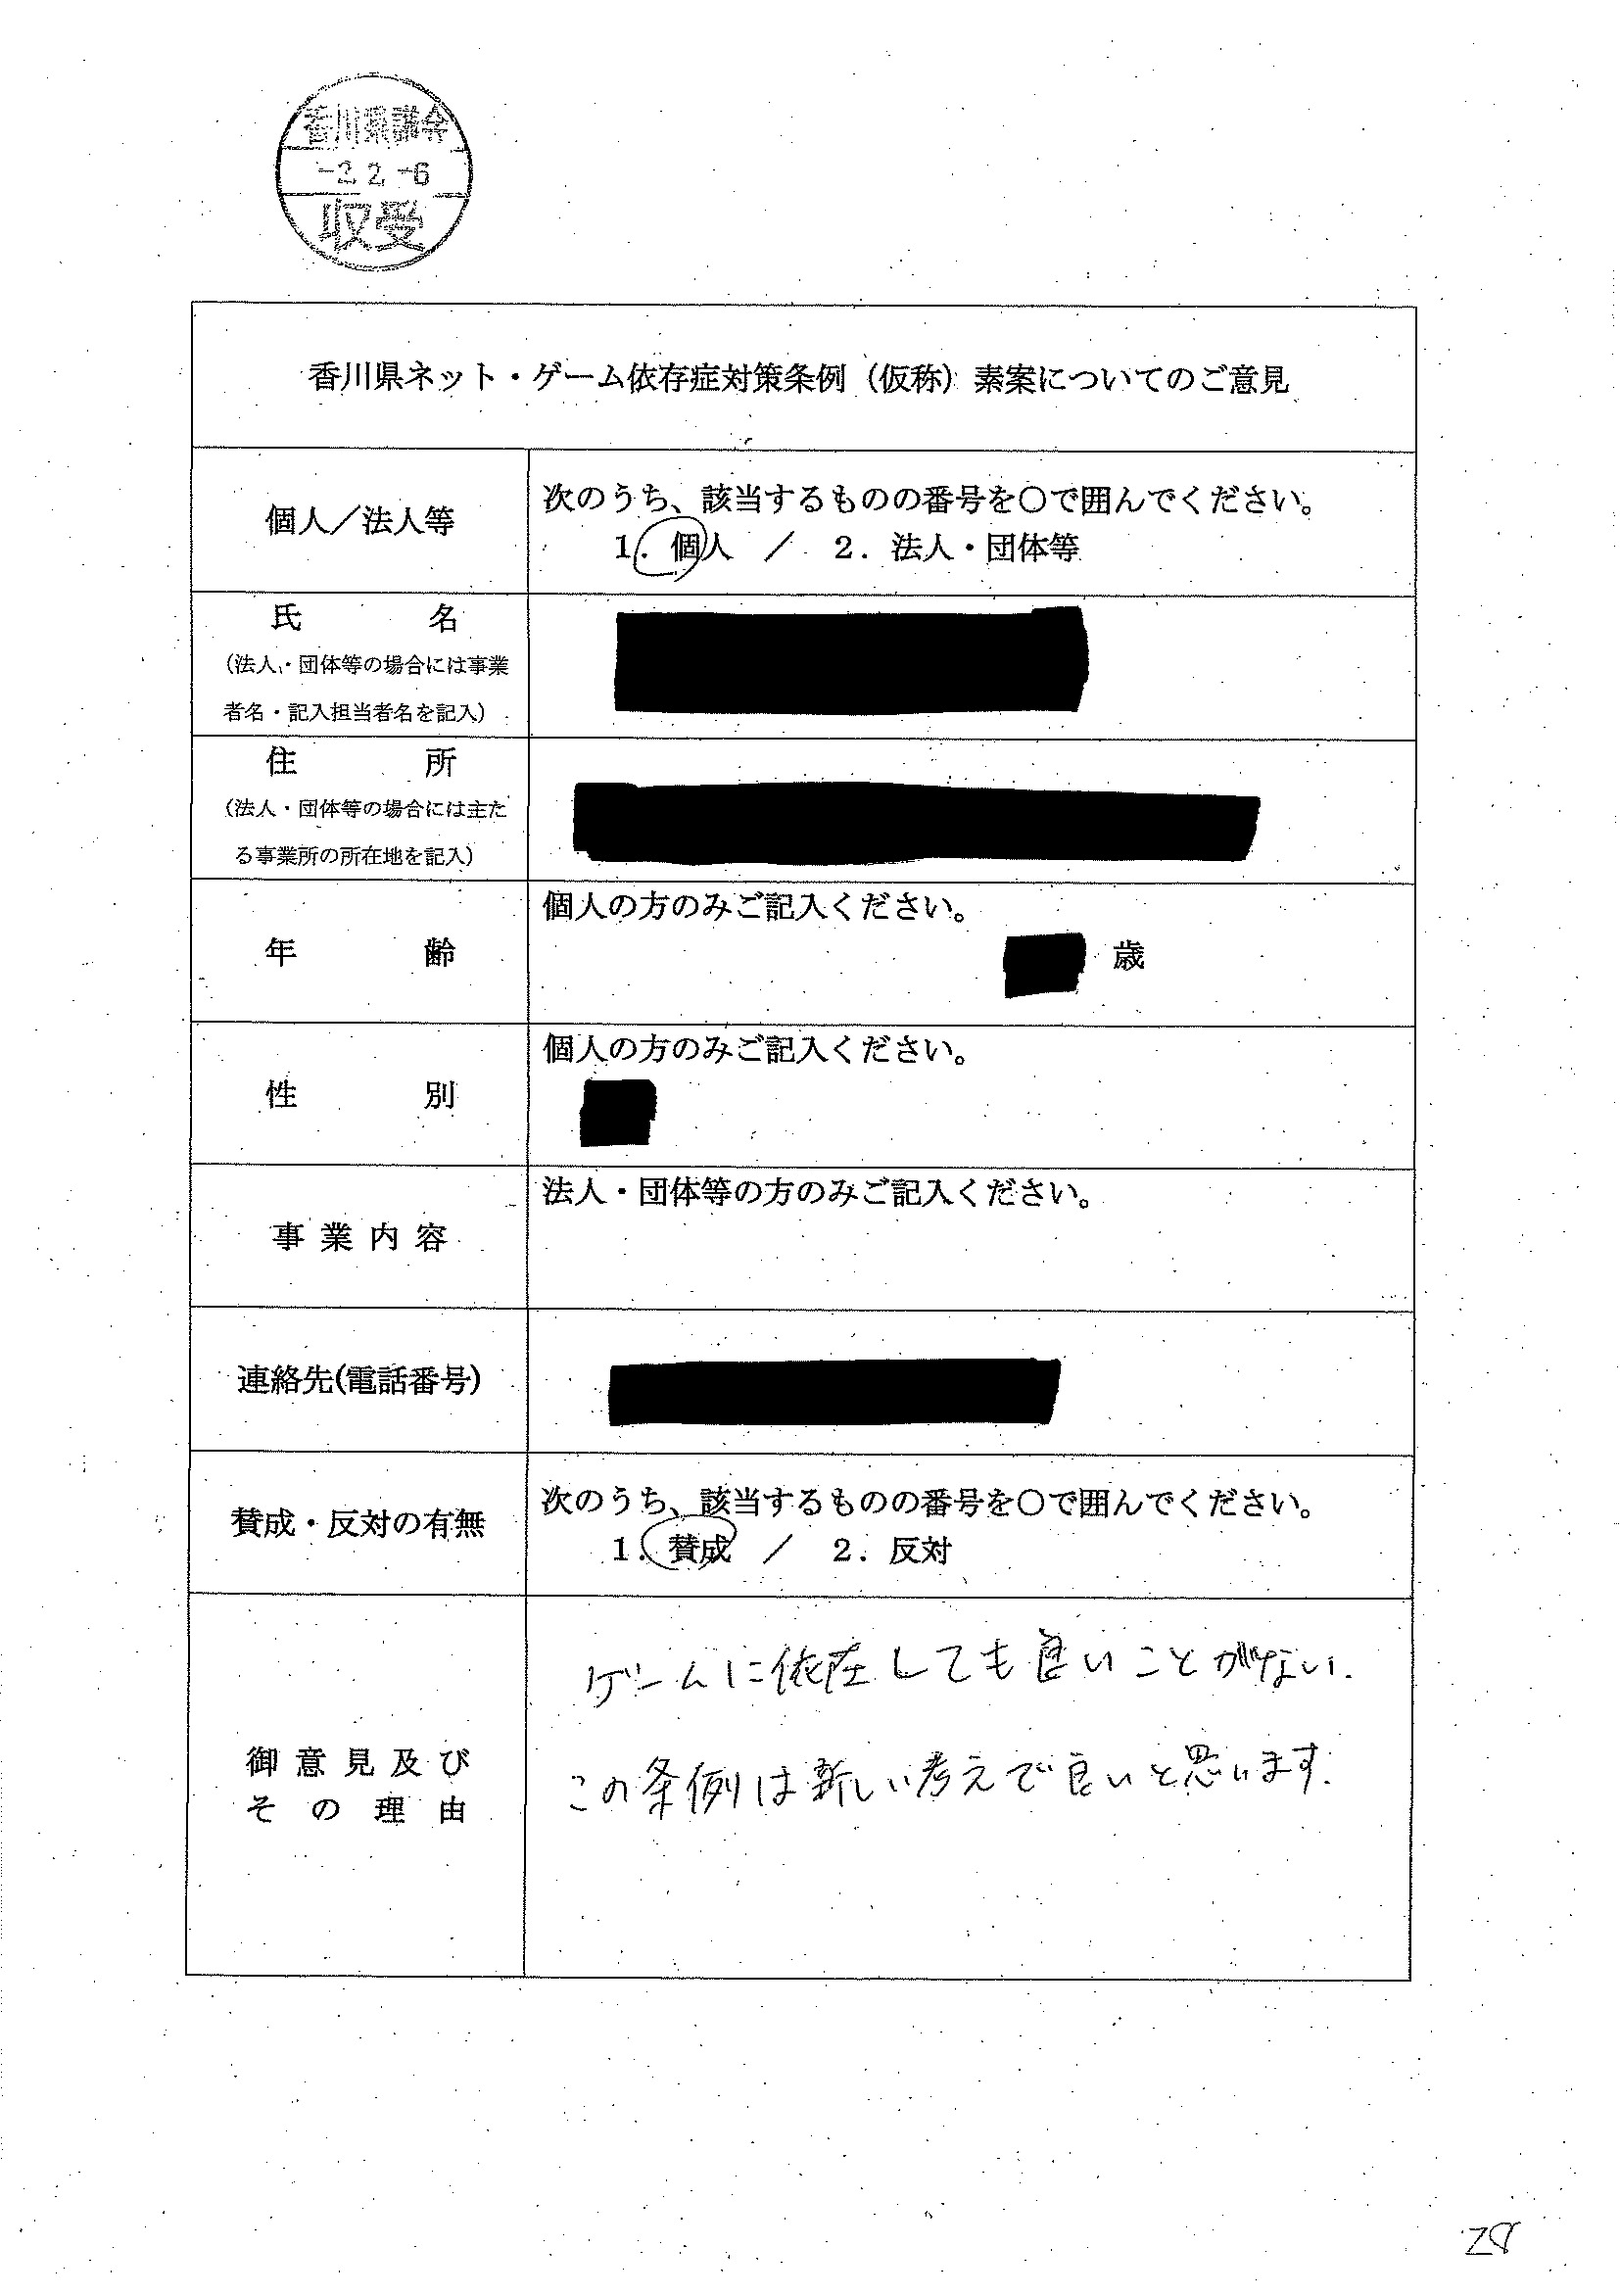 香川県議会
-2.2.-6
収受
香川県ネット・ゲーム依存症対策条例（仮称）素案についてのご意見
個人／法人等
次のうち、該当するものの番号を○で囲んでください。
1．個人　／　2．法人・団体等
氏　名
（法人・団体等の場合には事業
者名・記入担当者名を記入）
住　所
（法人・団体等の場合には主た
る事業所の所在地を記入）
年　齢
個人の方のみご記入ください。
歳
性　別
個人の方のみご記入ください。
事業内容
法人・団体等の方のみご記入ください。
連絡先(電話番号)
賛成・反対の有無
次のうち、該当するものの番号を○で囲んでください。
1．賛成　／　2．反対
御意見及び
その理由
ゲームに依在しても良いことがない.
この条例は新しい考えで良いと思います.
28